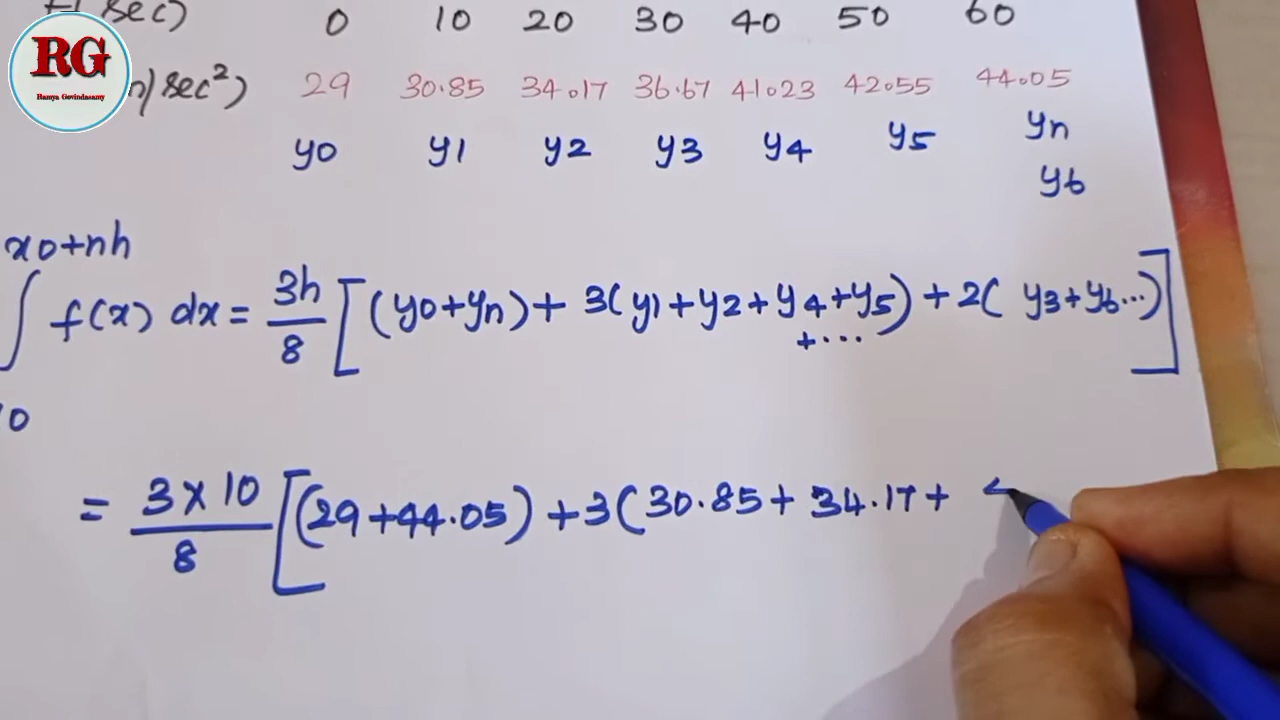 t(sec) 0 10 20 30 40 50 60
RG
Ramya Govindasamy
/sec²) 29 30.85 34.17 36.67 41.23 42.55 44.05
y0 y1 y2 y3 y4 y5 yn
y6
x0+nh
∫ f(x) dx = 3h/8 [(y0+yn) + 3(y1+y2+y4+y5) + 2( y3+y6...)]
+...
0
= 3×10/8 [(29+44.05) +3(30.85+ 34.17+